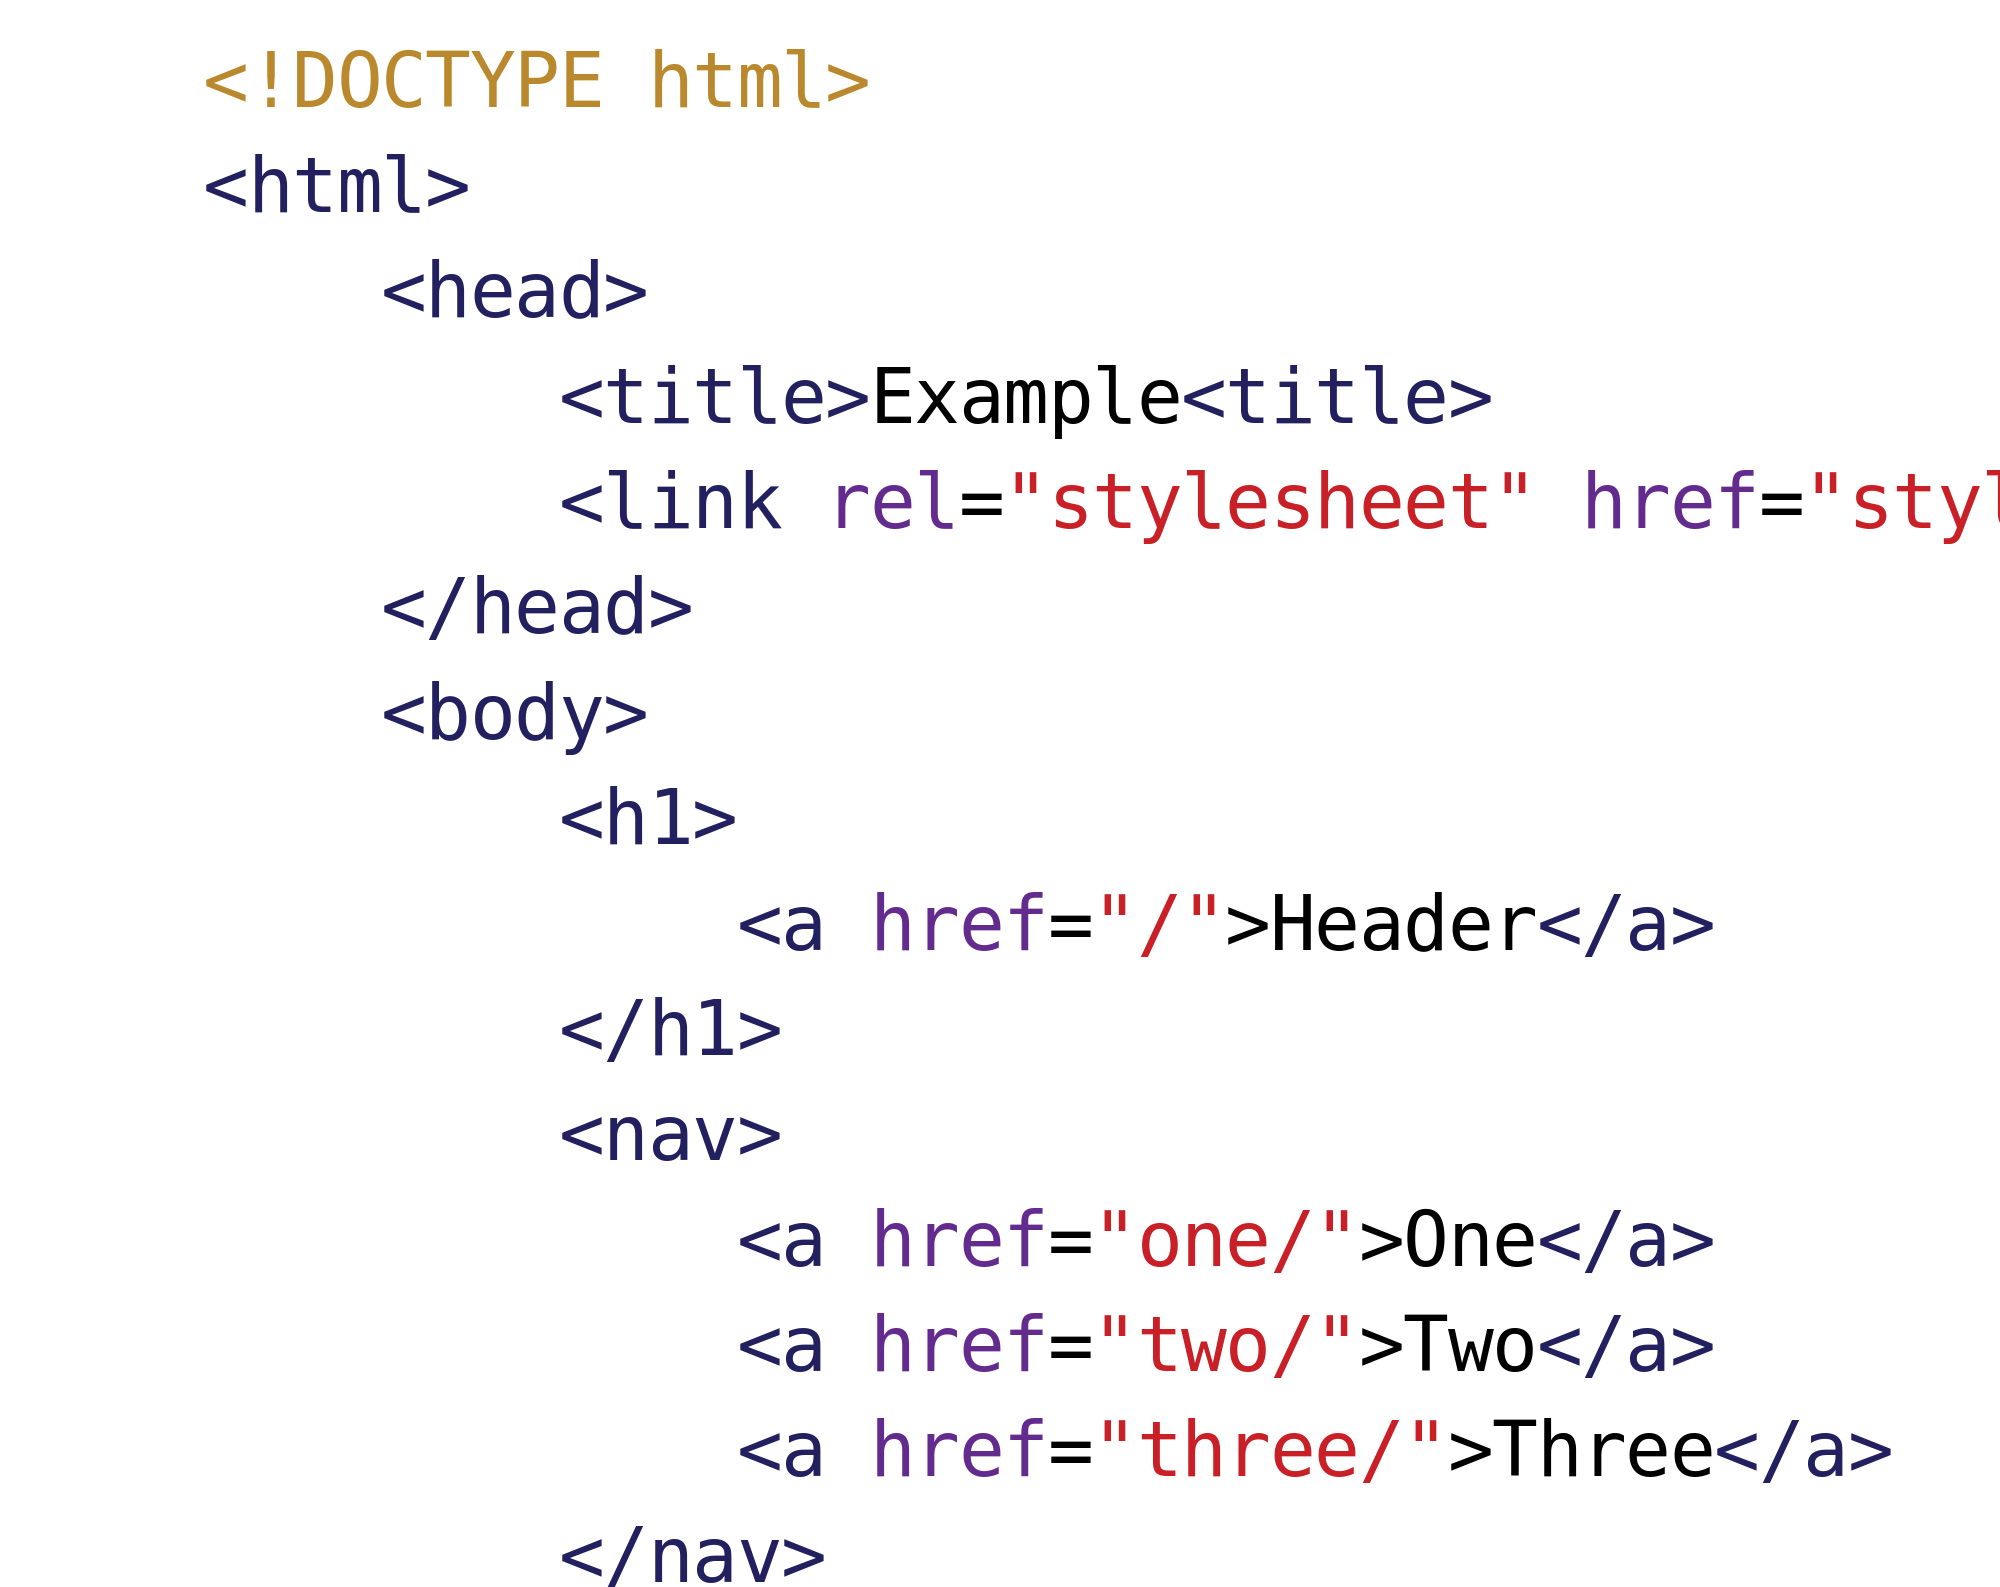 <!DOCTYPE html>
<html>
    <head>
        <title>Example<title>
        <link rel="stylesheet" href="styl
    </head>
    <body>
        <h1>
            <a href="/">Header</a>
        </h1>
        <nav>
            <a href="one/">One</a>
            <a href="two/">Two</a>
            <a href="three/">Three</a>
        </nav>